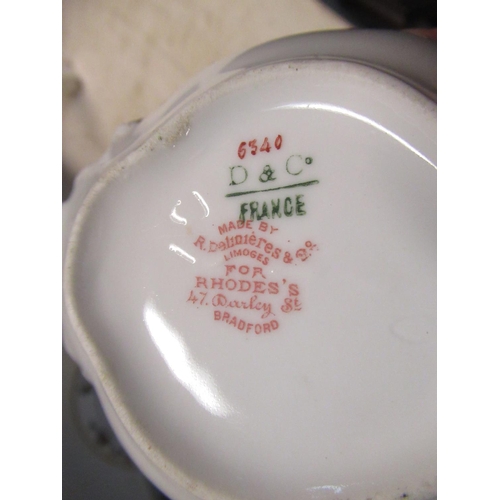 6340
D & Co.
FRANCE
MADE BY
R. Delinières & Co.
LIMOGES
FOR
RHODES'S
47. Darley St
BRADFORD